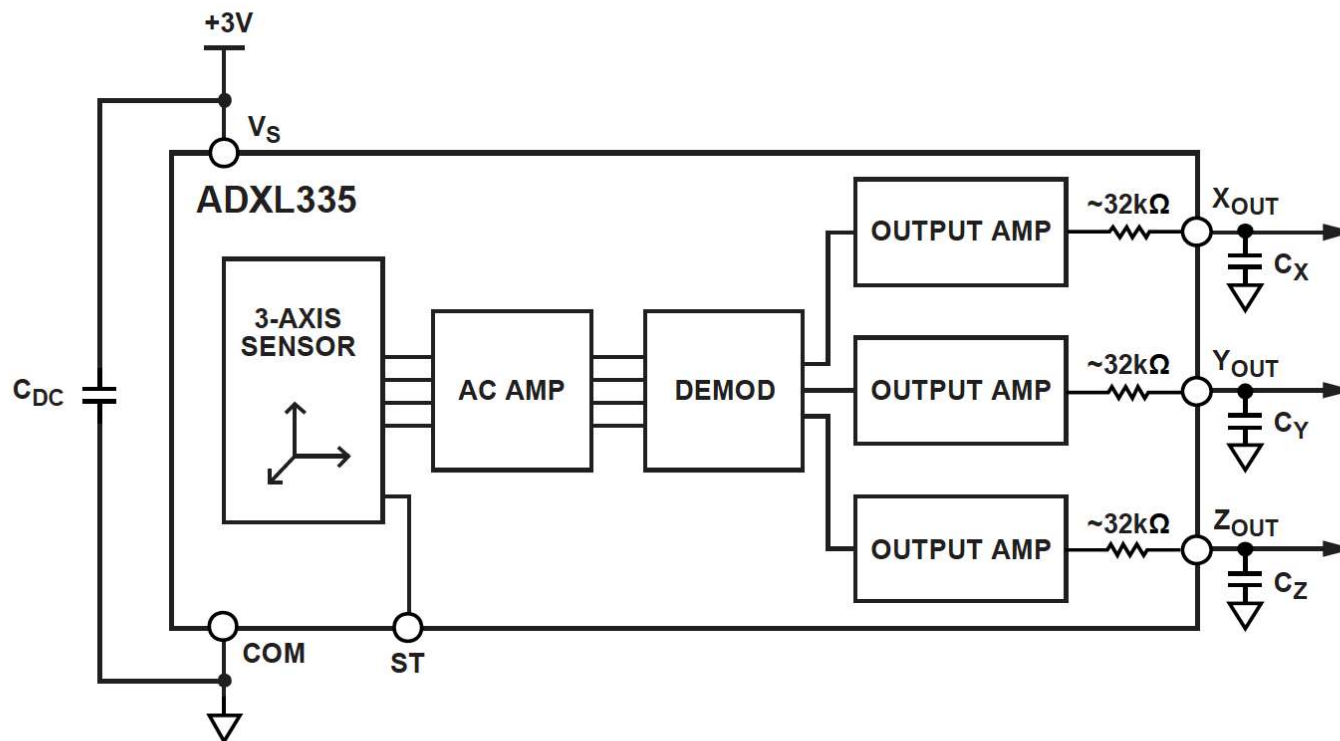 +3V
VS
ADXL335
3-AXIS
SENSOR
AC AMP
DEMOD
OUTPUT AMP
~32kΩ
XOUT
CX
OUTPUT AMP
~32kΩ
YOUT
CY
OUTPUT AMP
~32kΩ
ZOUT
CZ
CDC
COM
ST